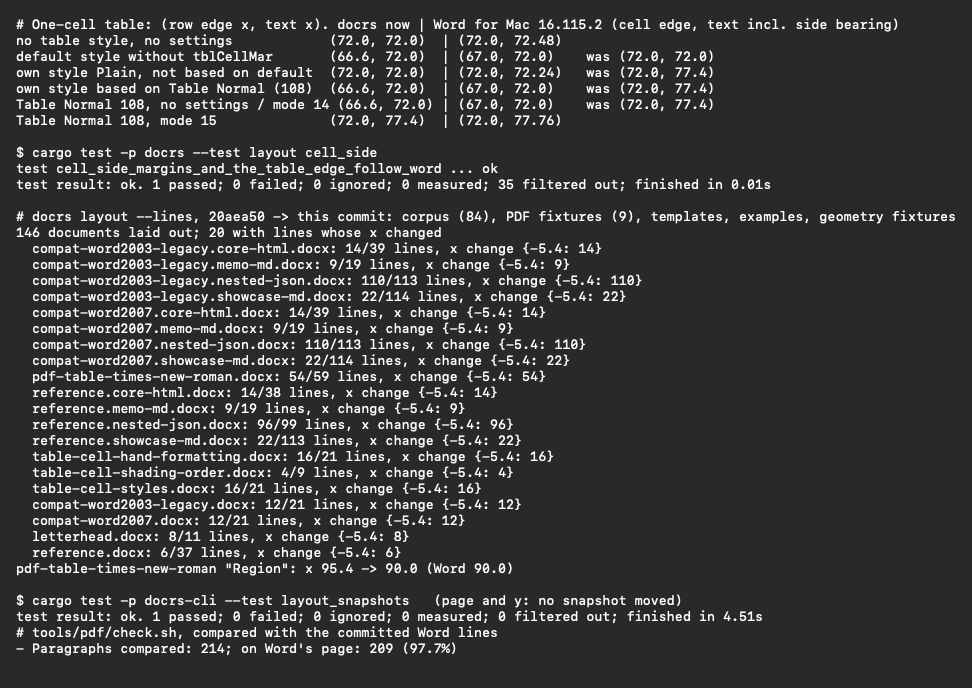 # One-cell table: (row edge x, text x). docrs now | Word for Mac 16.115.2 (cell edge, text incl. side bearing)
no table style, no settings            (72.0, 72.0)  | (72.0, 72.48)
default style without tblCellMar       (66.6, 72.0)  | (67.0, 72.0)    was (72.0, 72.0)
own style Plain, not based on default  (72.0, 72.0)  | (72.0, 72.24)   was (72.0, 77.4)
own style based on Table Normal (108)  (66.6, 72.0)  | (67.0, 72.0)    was (72.0, 77.4)
Table Normal 108, no settings / mode 14 (66.6, 72.0) | (67.0, 72.0)    was (72.0, 77.4)
Table Normal 108, mode 15              (72.0, 77.4)  | (72.0, 77.76)

$ cargo test -p docrs --test layout cell_side
test cell_side_margins_and_the_table_edge_follow_word ... ok
test result: ok. 1 passed; 0 failed; 0 ignored; 0 measured; 35 filtered out; finished in 0.01s

# docrs layout --lines, 20aea50 -> this commit: corpus (84), PDF fixtures (9), templates, examples, geometry fixtures
146 documents laid out; 20 with lines whose x changed
  compat-word2003-legacy.core-html.docx: 14/39 lines, x change {-5.4: 14}
  compat-word2003-legacy.memo-md.docx: 9/19 lines, x change {-5.4: 9}
  compat-word2003-legacy.nested-json.docx: 110/113 lines, x change {-5.4: 110}
  compat-word2003-legacy.showcase-md.docx: 22/114 lines, x change {-5.4: 22}
  compat-word2007.core-html.docx: 14/39 lines, x change {-5.4: 14}
  compat-word2007.memo-md.docx: 9/19 lines, x change {-5.4: 9}
  compat-word2007.nested-json.docx: 110/113 lines, x change {-5.4: 110}
  compat-word2007.showcase-md.docx: 22/114 lines, x change {-5.4: 22}
  pdf-table-times-new-roman.docx: 54/59 lines, x change {-5.4: 54}
  reference.core-html.docx: 14/38 lines, x change {-5.4: 14}
  reference.memo-md.docx: 9/19 lines, x change {-5.4: 9}
  reference.nested-json.docx: 96/99 lines, x change {-5.4: 96}
  reference.showcase-md.docx: 22/113 lines, x change {-5.4: 22}
  table-cell-hand-formatting.docx: 16/21 lines, x change {-5.4: 16}
  table-cell-shading-order.docx: 4/9 lines, x change {-5.4: 4}
  table-cell-styles.docx: 16/21 lines, x change {-5.4: 16}
  compat-word2003-legacy.docx: 12/21 lines, x change {-5.4: 12}
  compat-word2007.docx: 12/21 lines, x change {-5.4: 12}
  letterhead.docx: 8/11 lines, x change {-5.4: 8}
  reference.docx: 6/37 lines, x change {-5.4: 6}
pdf-table-times-new-roman "Region": x 95.4 -> 90.0 (Word 90.0)

$ cargo test -p docrs-cli --test layout_snapshots   (page and y: no snapshot moved)
test result: ok. 1 passed; 0 failed; 0 ignored; 0 measured; 0 filtered out; finished in 4.51s
# tools/pdf/check.sh, compared with the committed Word lines
- Paragraphs compared: 214; on Word's page: 209 (97.7%)